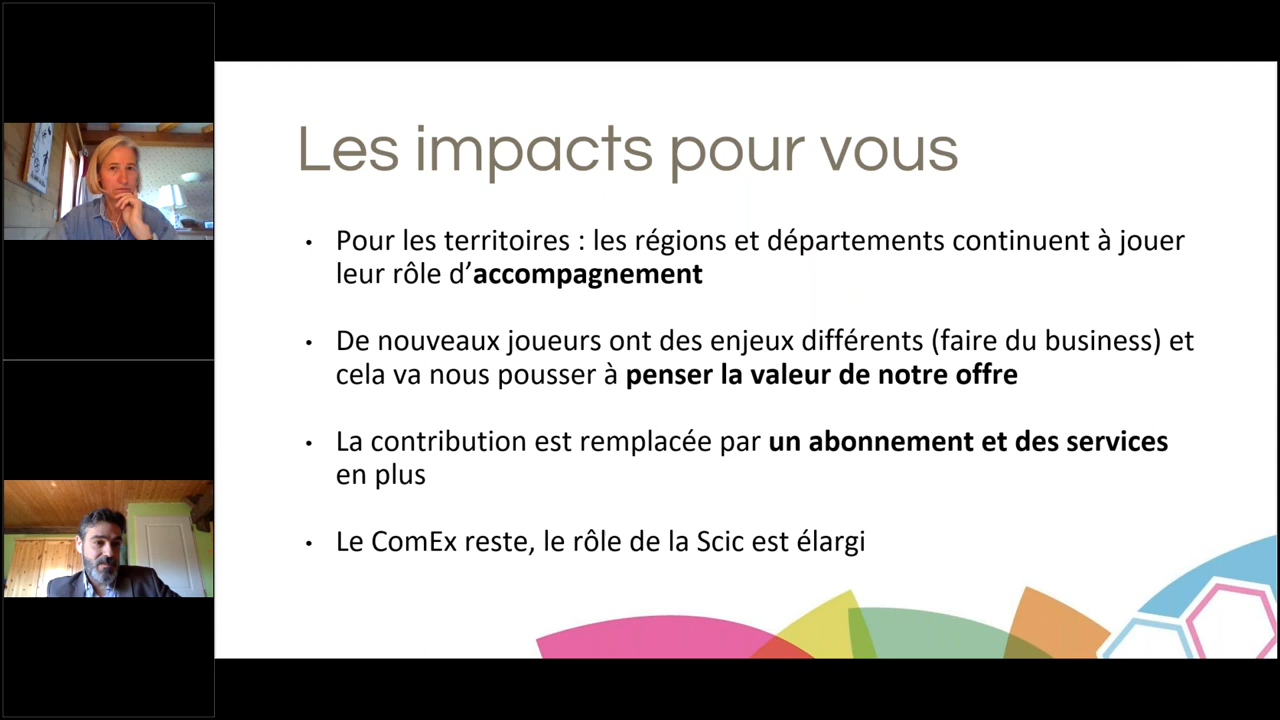 Les impacts pour vous
• Pour les territoires : les régions et départements continuent à jouer
leur rôle d’accompagnement
• De nouveaux joueurs ont des enjeux différents (faire du business) et
cela va nous pousser à penser la valeur de notre offre
• La contribution est remplacée par un abonnement et des services
en plus
• Le ComEx reste, le rôle de la Scic est élargi